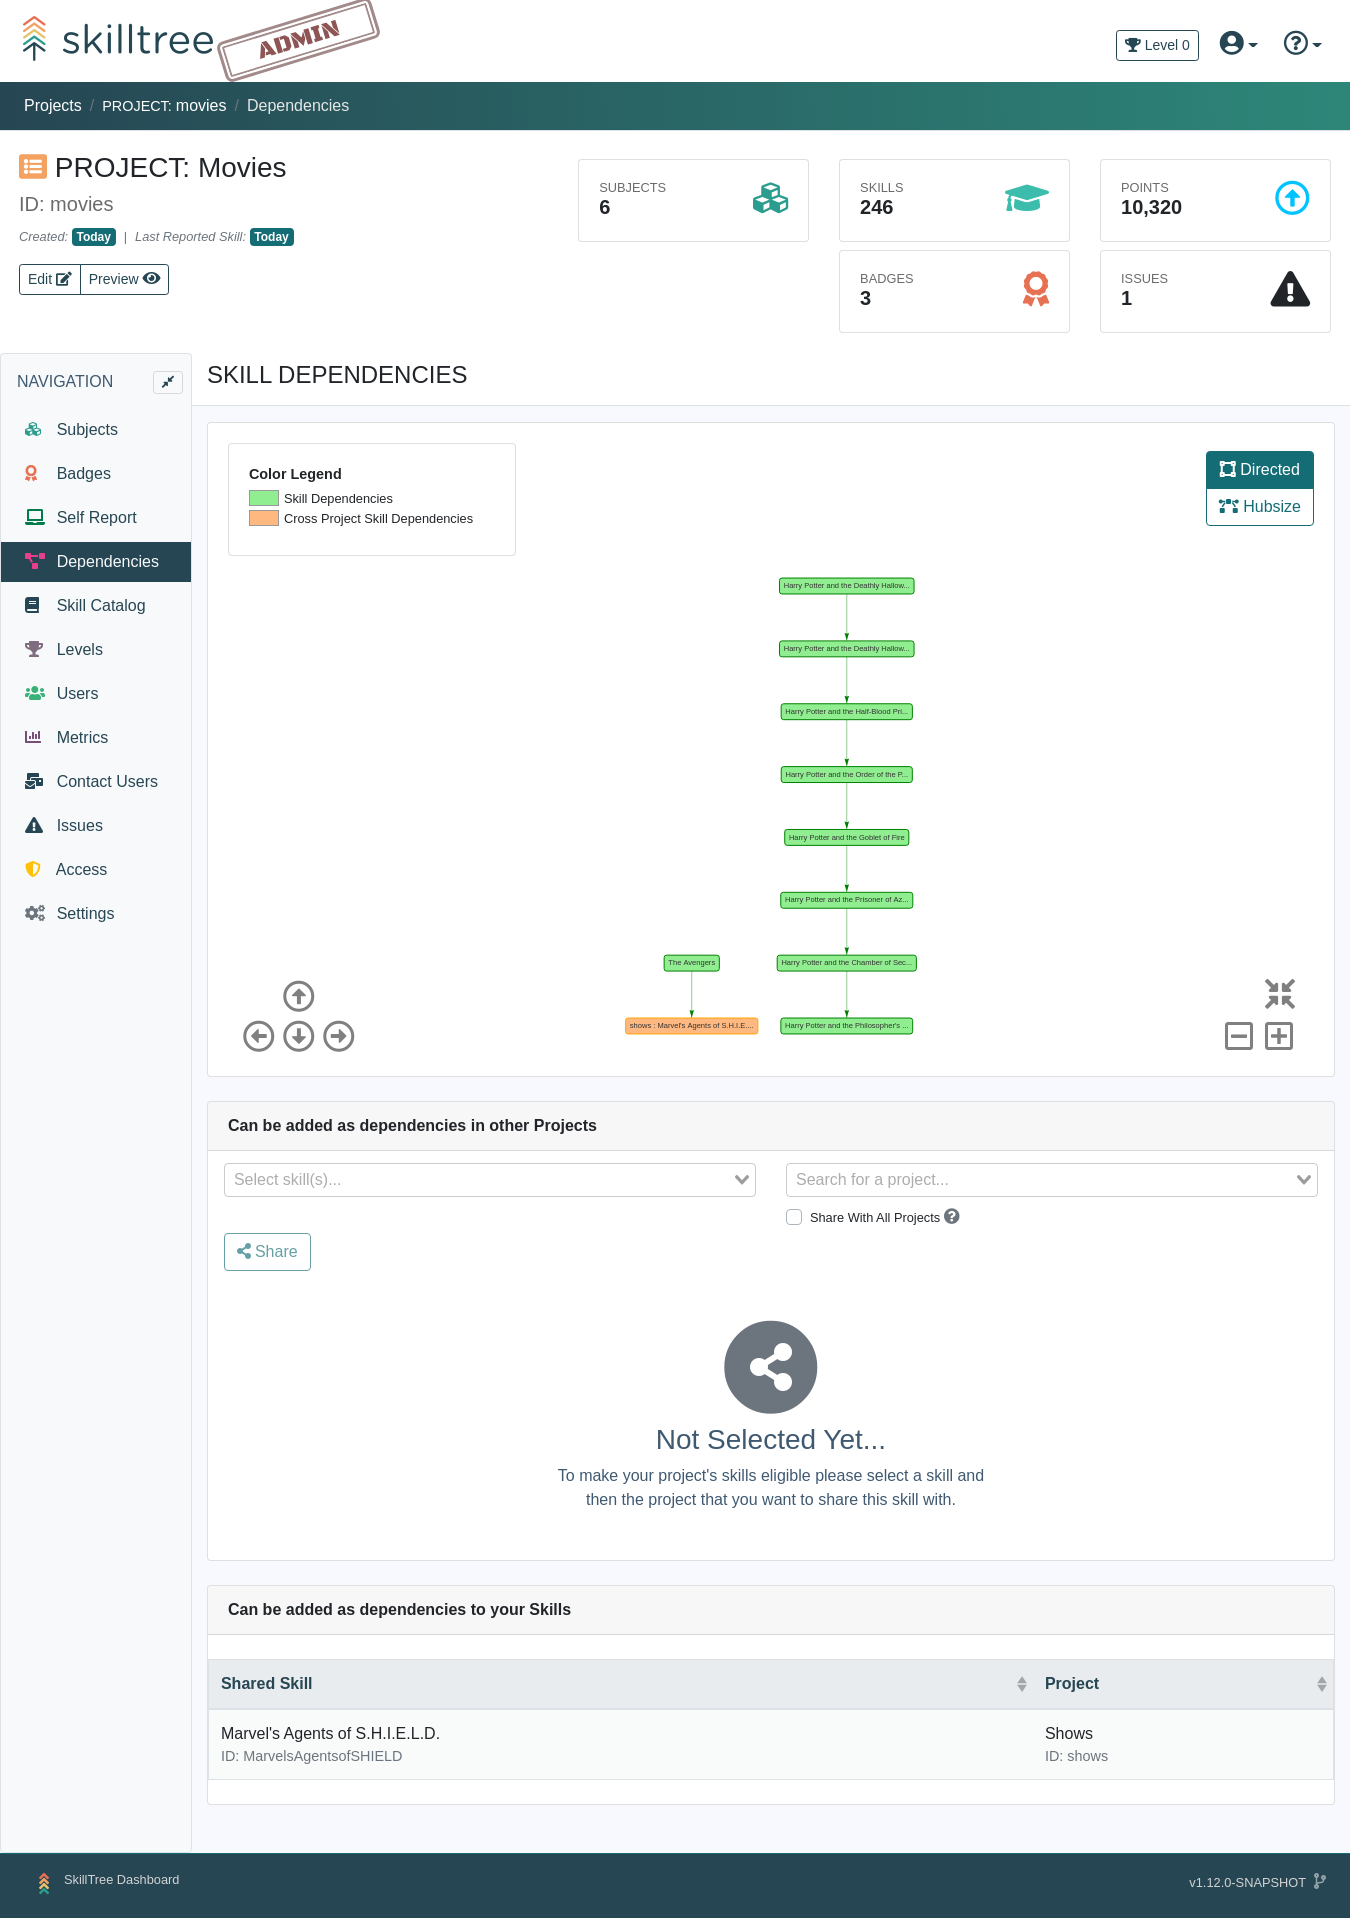 skilltree
ADMIN
Level 0
Projects / PROJECT: movies / Dependencies
PROJECT: Movies
ID: movies
Created: Today | Last Reported Skill: Today
Edit
Preview
SUBJECTS
6
SKILLS
246
POINTS
10,320
BADGES
3
ISSUES
1
NAVIGATION
Subjects
Badges
Self Report
Dependencies
Skill Catalog
Levels
Users
Metrics
Contact Users
Issues
Access
Settings
SKILL DEPENDENCIES
Color Legend
Skill Dependencies
Cross Project Skill Dependencies
Directed
Hubsize
Harry Potter and the Deathly Hallow...
Harry Potter and the Deathly Hallow...
Harry Potter and the Half-Blood Pri...
Harry Potter and the Order of the P...
Harry Potter and the Goblet of Fire
Harry Potter and the Prisoner of Az...
The Avengers
Harry Potter and the Chamber of Sec...
shows : Marvel's Agents of S.H.I.E....
Harry Potter and the Philosopher's ...
Can be added as dependencies in other Projects
Select skill(s)...
Search for a project...
Share With All Projects
Share
Not Selected Yet...
To make your project's skills eligible please select a skill and
then the project that you want to share this skill with.
Can be added as dependencies to your Skills
Shared Skill
Project
Marvel's Agents of S.H.I.E.L.D.
Shows
ID: MarvelsAgentsofSHIELD
ID: shows
SkillTree Dashboard
v1.12.0-SNAPSHOT